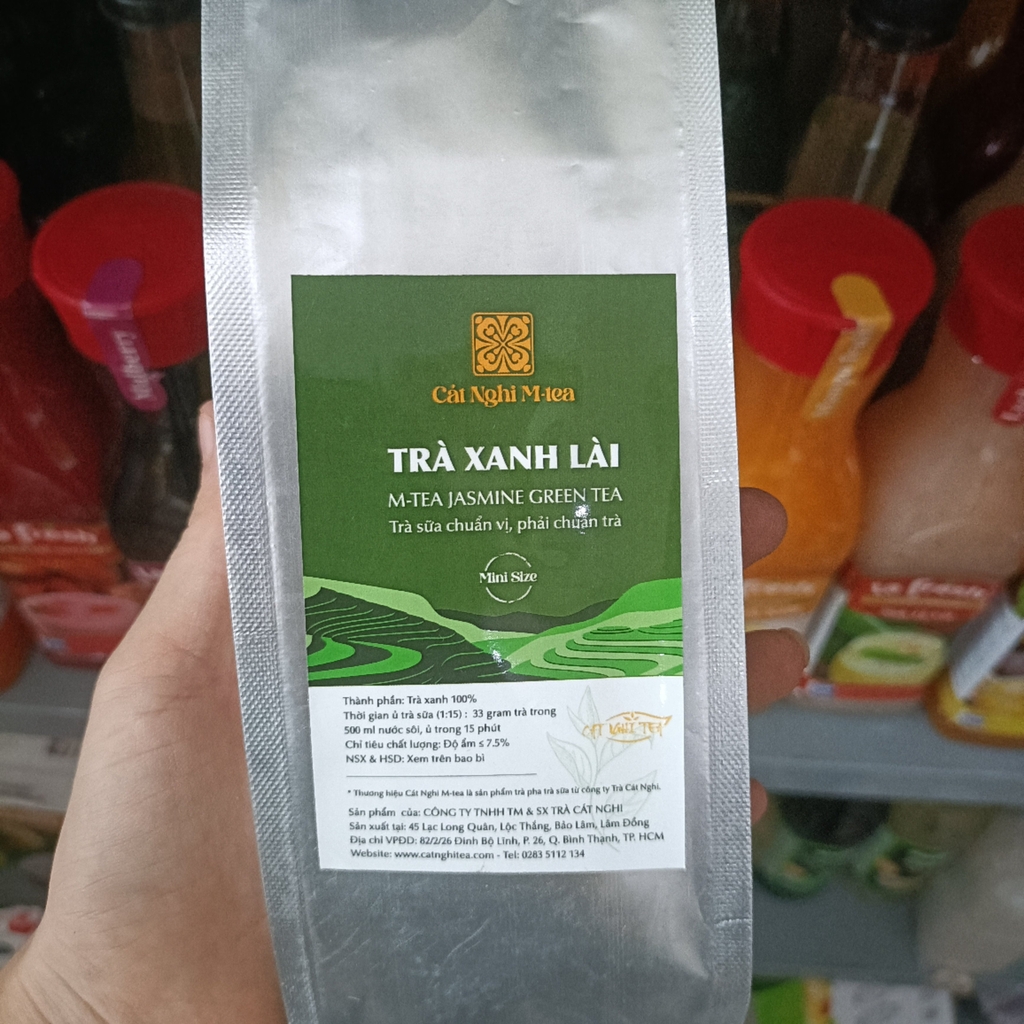 Cát Nghi M-tea
TRÀ XANH LÀI
M-TEA JASMINE GREEN TEA
Trà sữa chuẩn vị, phải chuẩn trà
Mini Size
Thành phần: Trà xanh 100%
Thời gian ủ trà sữa (1:15) : 33 gram trà trong
500 ml nước sôi, ủ trong 15 phút
Chỉ tiêu chất lượng: Độ ẩm ≤ 7.5%
NSX & HSD: Xem trên bao bì
CÁT NGHI TEA
* Thương hiệu Cát Nghi M-tea là sản phẩm trà pha trà sữa từ công ty Trà Cát Nghi.
Sản phẩm của: CÔNG TY TNHH TM & SX TRÀ CÁT NGHI
Sản xuất tại: 45 Lạc Long Quân, Lộc Thắng, Bảo Lâm, Lâm Đồng
Địa chỉ VPĐD: 82/2/26 Đinh Bộ Lĩnh, P. 26, Q. Bình Thạnh, TP. HCM
Website: www.catnghitea.com - Tel: 0283 5112 134